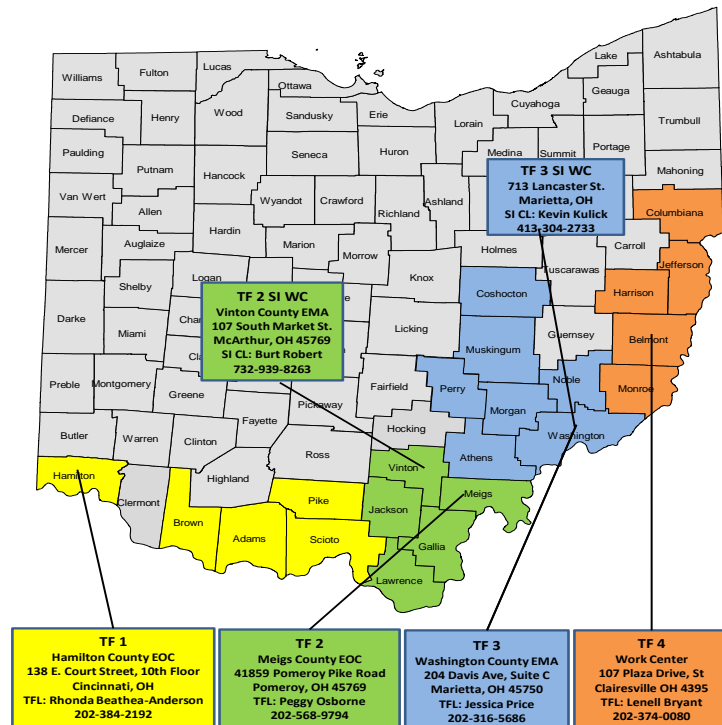 Williams
Fulton
Lucas
Ottawa
Lake
Ashtabula
Geauga
Defiance
Henry
Wood
Sandusky
Erie
Lorain
Cuyahoga
Trumbull
Paulding
Putnam
Hancock
Seneca
Huron
Medina
Summit
Portage
Mahoning
Van Wert
Allen
Wyandot
Crawford
Richland
Ashland
TF 3 SI WC
713 Lancaster St.
Marietta, OH
SI CL: Kevin Kulick
413-304-2733
Columbiana
Mercer
Auglaize
Hardin
Marion
Morrow
Holmes
Tuscarawas
Carroll
Jefferson
Shelby
Logan
Knox
Coshocton
Harrison
Darke
Miami
TF 2 SI WC
Vinton County EMA
107 South Market St.
McArthur, OH 45769
SI CL: Burt Robert
732-939-8263
Licking
Muskingum
Guernsey
Belmont
Preble
Montgomery
Greene
Fayette
Pickaway
Fairfield
Perry
Morgan
Noble
Monroe
Butler
Warren
Clinton
Ross
Hocking
Athens
Washington
Hamilton
Clermont
Highland
Pike
Vinton
Meigs
Brown
Adams
Scioto
Jackson
Gallia
Lawrence
TF 1
Hamilton County EOC
138 E. Court Street, 10th Floor
Cincinnati, OH
TFL: Rhonda Beathea-Anderson
202-384-2192
TF 2
Meigs County EOC
41859 Pomeroy Pike Road
Pomeroy, OH 45769
TFL: Peggy Osborne
202-568-9794
TF 3
Washington County EMA
204 Davis Ave, Suite C
Marietta, OH 45750
TFL: Jessica Price
202-316-5686
TF 4
Work Center
107 Plaza Drive, St
Clairesville OH 4395
TFL: Lenell Bryant
202-374-0080